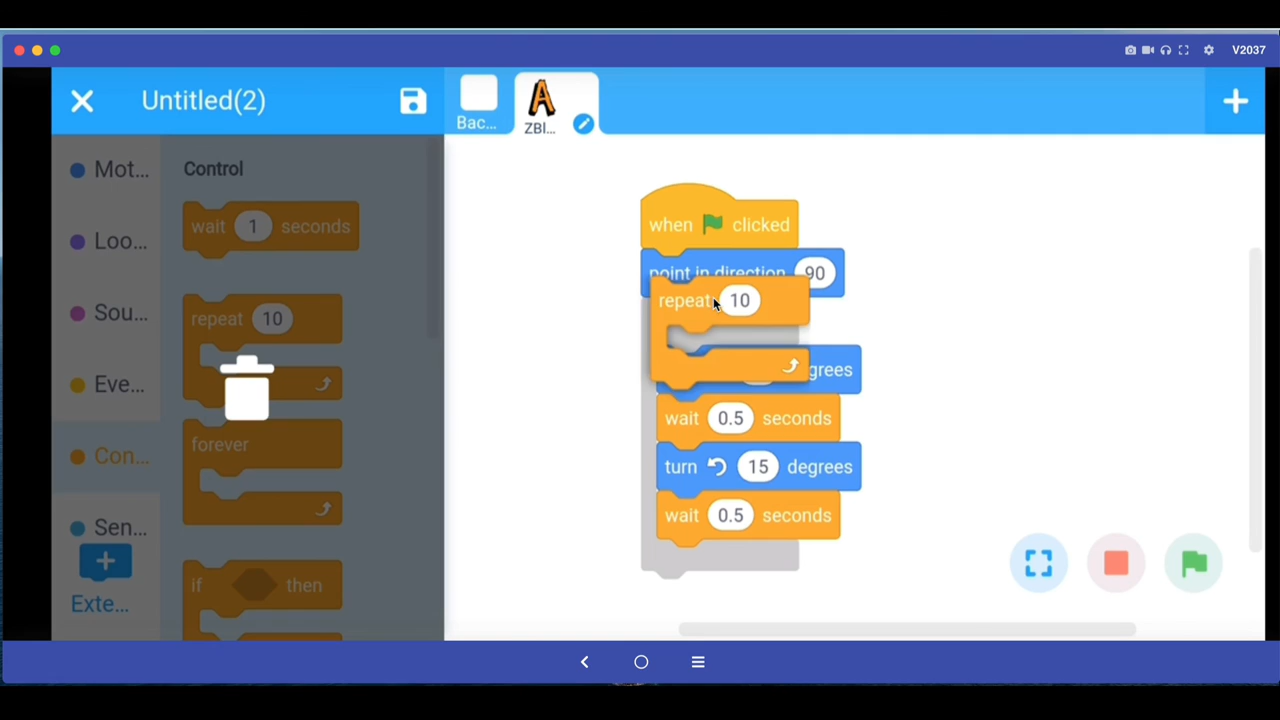 V2037
Untitled(2)
Bac...
ZBl...
Mot...
Loo...
Sou...
Eve...
Con...
Sen...
Exte...
Control
wait 1 seconds
repeat 10
forever
if then
when clicked
point in direction 90
repeat 10
grees
wait 0.5 seconds
turn 15 degrees
wait 0.5 seconds